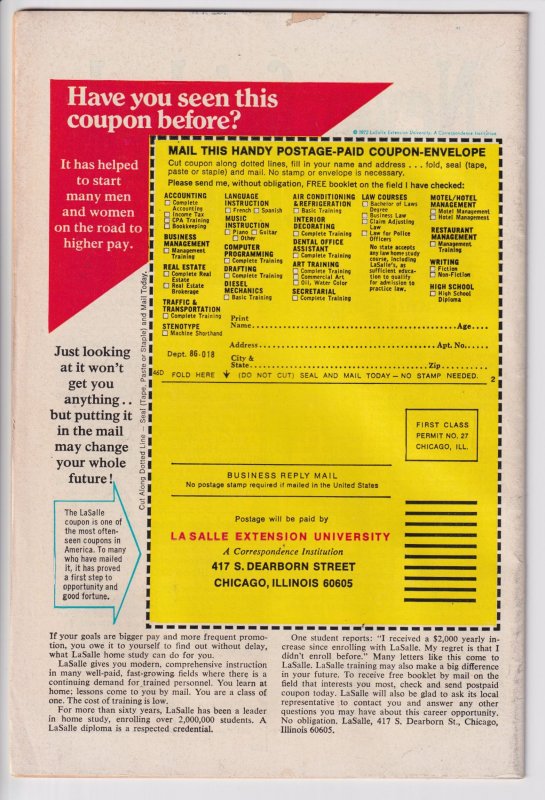 Have you seen this
coupon before?
© 1972 LaSalle Extension University, A Correspondence Institution
It has helped
to start
many men
and women
on the road to
higher pay.
MAIL THIS HANDY POSTAGE-PAID COUPON-ENVELOPE
Cut coupon along dotted lines, fill in your name and address . . . fold, seal (tape,
paste or staple) and mail. No stamp or envelope is necessary.
Please send me, without obligation, FREE booklet on the field I have checked:
ACCOUNTING
Complete
Accounting
Income Tax
CPA Training
Bookkeeping
BUSINESS
MANAGEMENT
Management
Training
REAL ESTATE
Complete Real
Estate
Real Estate
Brokerage
TRAFFIC &
TRANSPORTATION
Complete Training
STENOTYPE
Machine Shorthand
LANGUAGE
INSTRUCTION
French Spanish
MUSIC
INSTRUCTION
Piano Guitar
Other
COMPUTER
PROGRAMMING
Complete Training
DRAFTING
Complete Training
DIESEL
MECHANICS
Basic Training
AIR CONDITIONING
& REFRIGERATION
Basic Training
INTERIOR
DECORATING
Complete Training
DENTAL OFFICE
ASSISTANT
Complete Training
ART TRAINING
Complete Training
Commercial Art
Oil, Water Color
SECRETARIAL
Complete Training
LAW COURSES
Bachelor of Laws
Degree
Business Law
Claim Adjusting
Law
Law for Police
Officers
No state accepts
any law home study
course, including
LaSalle's, as
sufficient educa-
tion to qualify
for admission to
practice law.
MOTEL/HOTEL
MANAGEMENT
Motel Management
Hotel Management
RESTAURANT
MANAGEMENT
Management
Training
WRITING
Fiction
Non-Fiction
HIGH SCHOOL
High School
Diploma
Print
Name Age
Address Apt. No.
Dept. 86-018
City &
State Zip
46D FOLD HERE (DO NOT CUT) SEAL AND MAIL TODAY—NO STAMP NEEDED. 2
Cut Along Dotted Line — Seal (Tape, Paste or Staple) and Mail Today.
Just looking
at it won't
get you
anything . .
but putting it
in the mail
may change
your whole
future!
The LaSalle
coupon is one of
the most often-
seen coupons in
America. To many
who have mailed
it, it has proved
a first step to
opportunity and
good fortune.
FIRST CLASS
PERMIT NO. 27
CHICAGO, ILL.
BUSINESS REPLY MAIL
No postage stamp required if mailed in the United States
Postage will be paid by
LA SALLE EXTENSION UNIVERSITY
A Correspondence Institution
417 S. DEARBORN STREET
CHICAGO, ILLINOIS 60605
If your goals are bigger pay and more frequent promo-
tion, you owe it to yourself to find out without delay,
what LaSalle home study can do for you.
LaSalle gives you modern, comprehensive instruction
in many well-paid, fast-growing fields where there is a
continuing demand for trained personnel. You learn at
home; lessons come to you by mail. You are a class of
one. The cost of training is low.
For more than sixty years, LaSalle has been a leader
in home study, enrolling over 2,000,000 students. A
LaSalle diploma is a respected credential.
One student reports: "I received a $2,000 yearly in-
crease since enrolling with LaSalle. My regret is that I
didn't enroll before." Many letters like this come to
LaSalle. LaSalle training may also make a big difference
in your future. To receive free booklet by mail on the
field that interests you most, check and send postpaid
coupon today. LaSalle will also be glad to ask its local
representative to contact you and answer any other
questions you may have about this career opportunity.
No obligation. LaSalle, 417 S. Dearborn St., Chicago,
Illinois 60605.